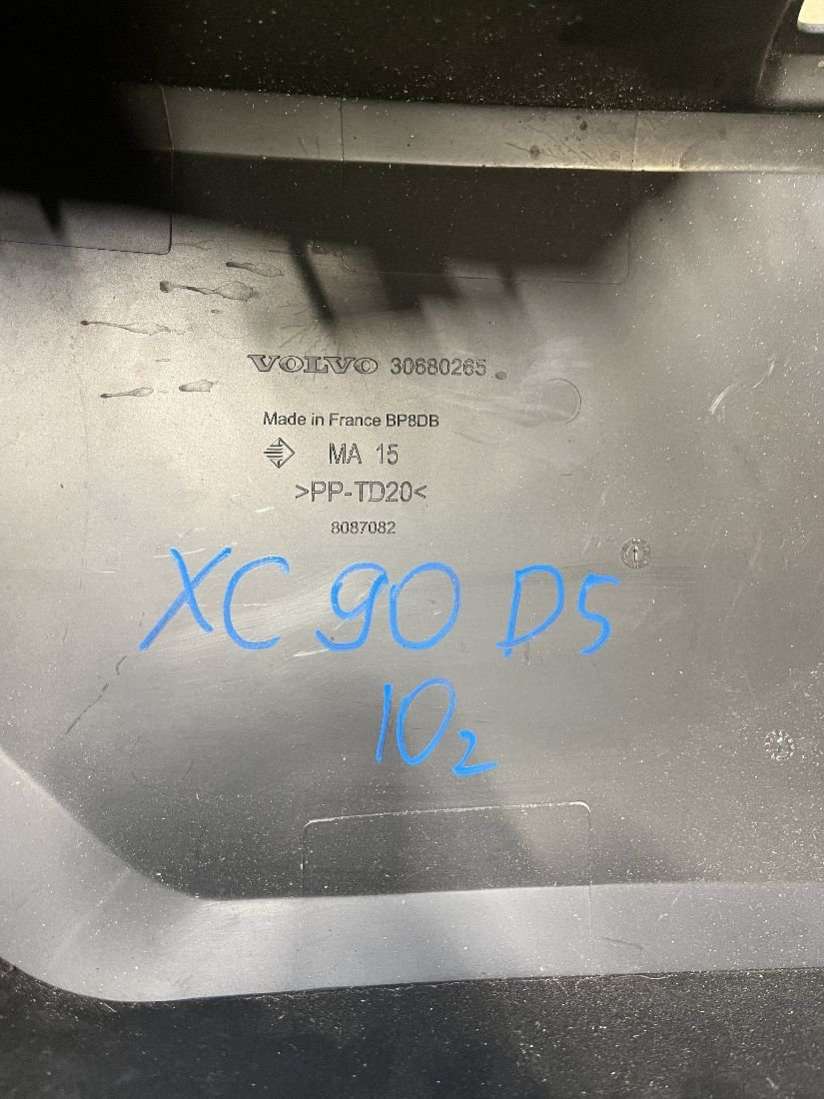 VOLVO 30680265
Made in France BP8DB
MA 15
>PP-TD20<
8087082
XC 90 D5
10₂